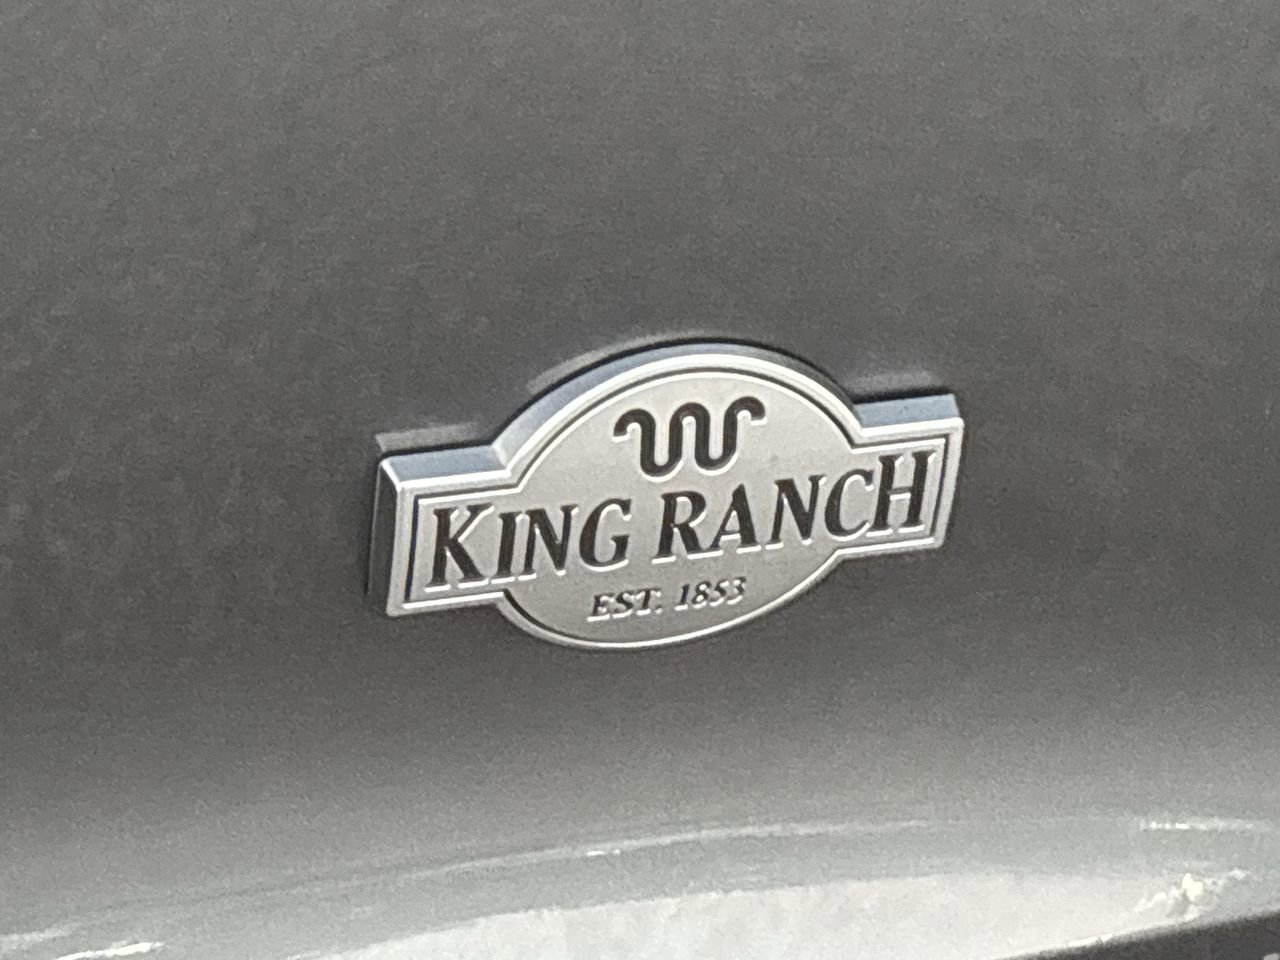 KING RANCH
EST. 1853